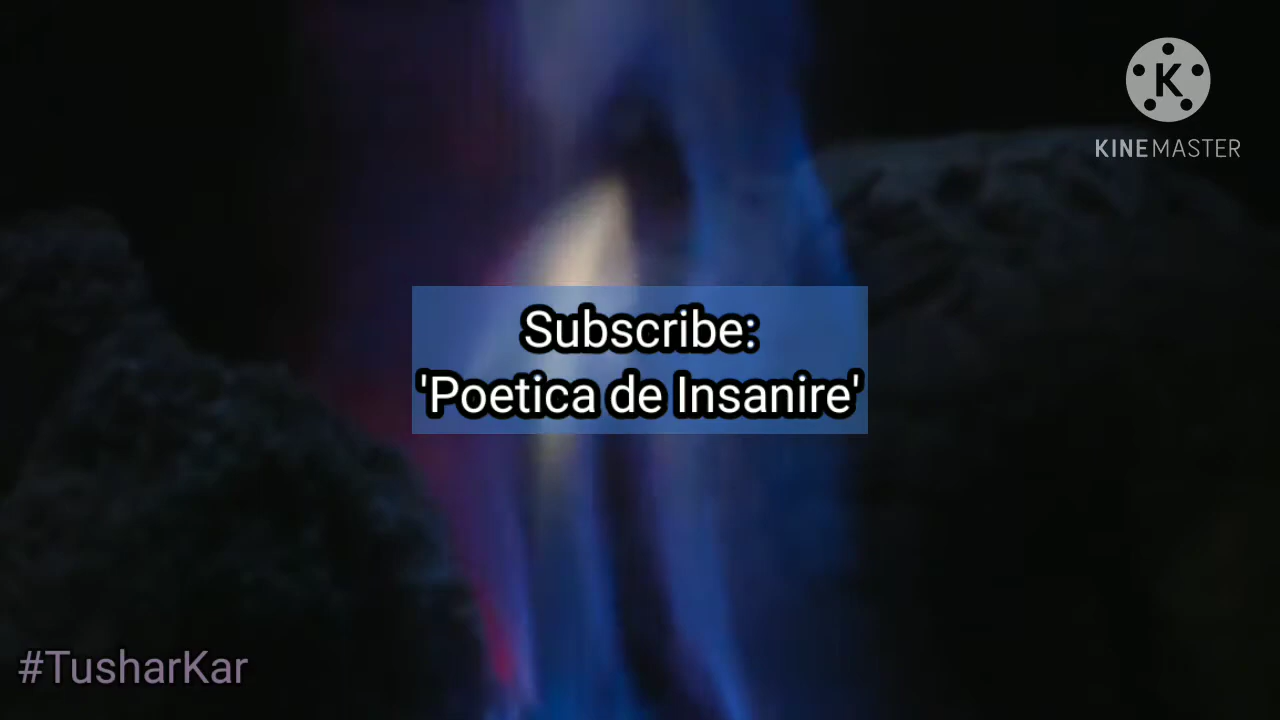 K
KINEMASTER
Subscribe:
'Poetica de Insanire'
#TusharKar